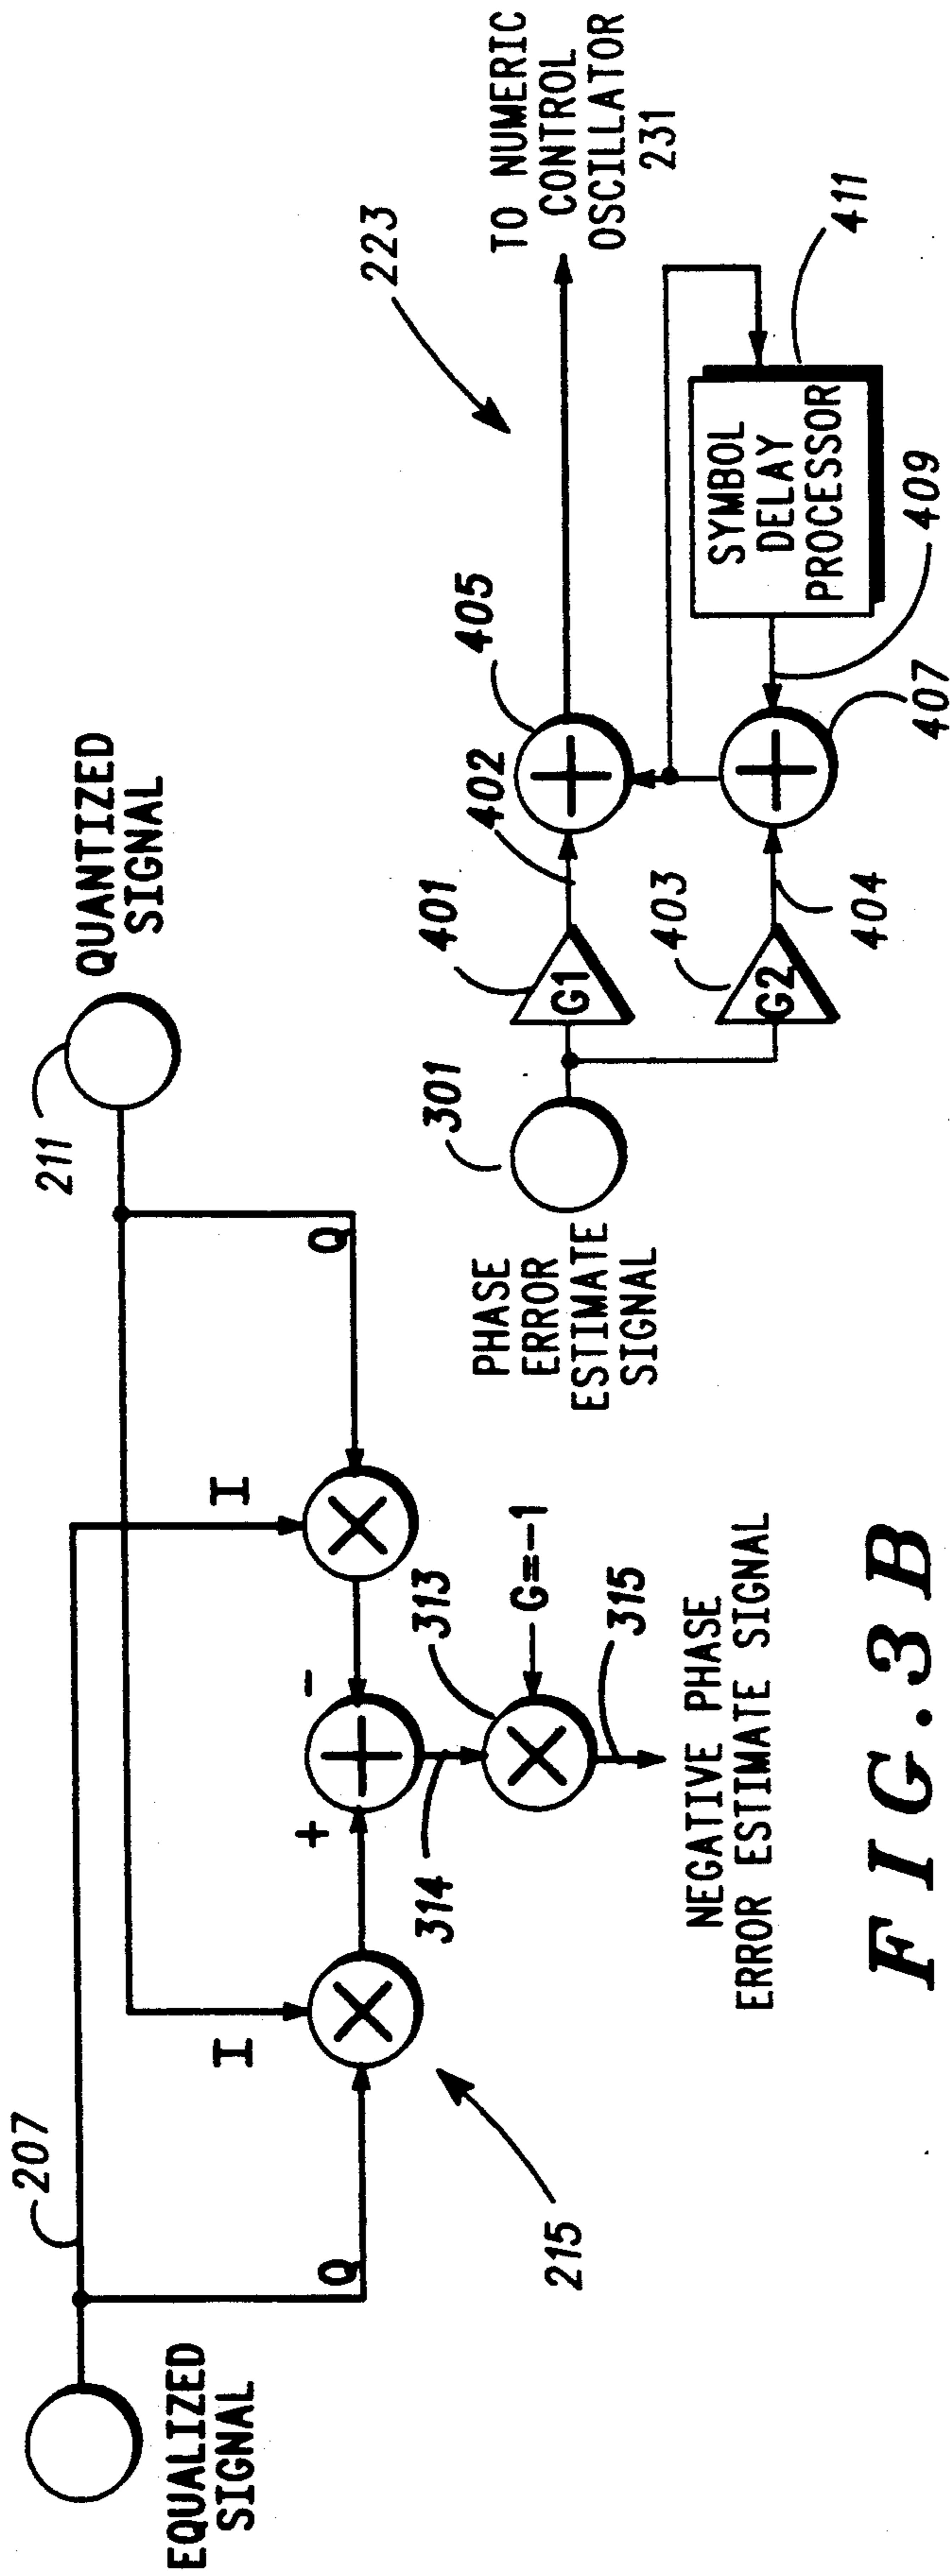 EQUALIZED
SIGNAL
207
Q
I
215
+
-
314
313
G=-1
315
NEGATIVE PHASE
ERROR ESTIMATE SIGNAL
I
Q
211
QUANTIZED
SIGNAL
FIG.3B
PHASE
ERROR
ESTIMATE
SIGNAL
301
G1
401
402
405
G2
403
404
407
409
SYMBOL
DELAY
PROCESSOR
411
223
TO NUMERIC
CONTROL
OSCILLATOR
231